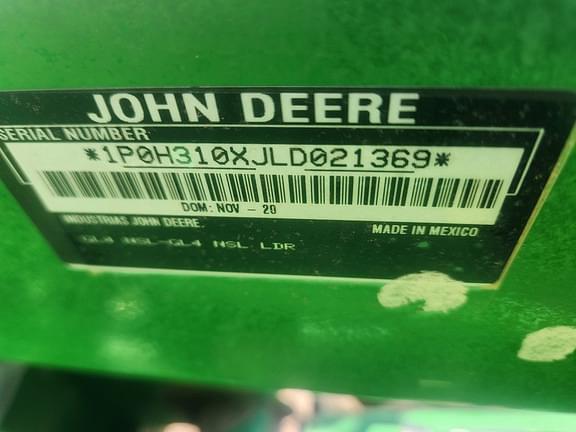 JOHN DEERE
SERIAL NUMBER
*1P0H310XJLD021369*
DOM: NOV - 20
INDUSTRIAS JOHN DEERE
MADE IN MEXICO
GL4 NSL-GL4 NSL LDR